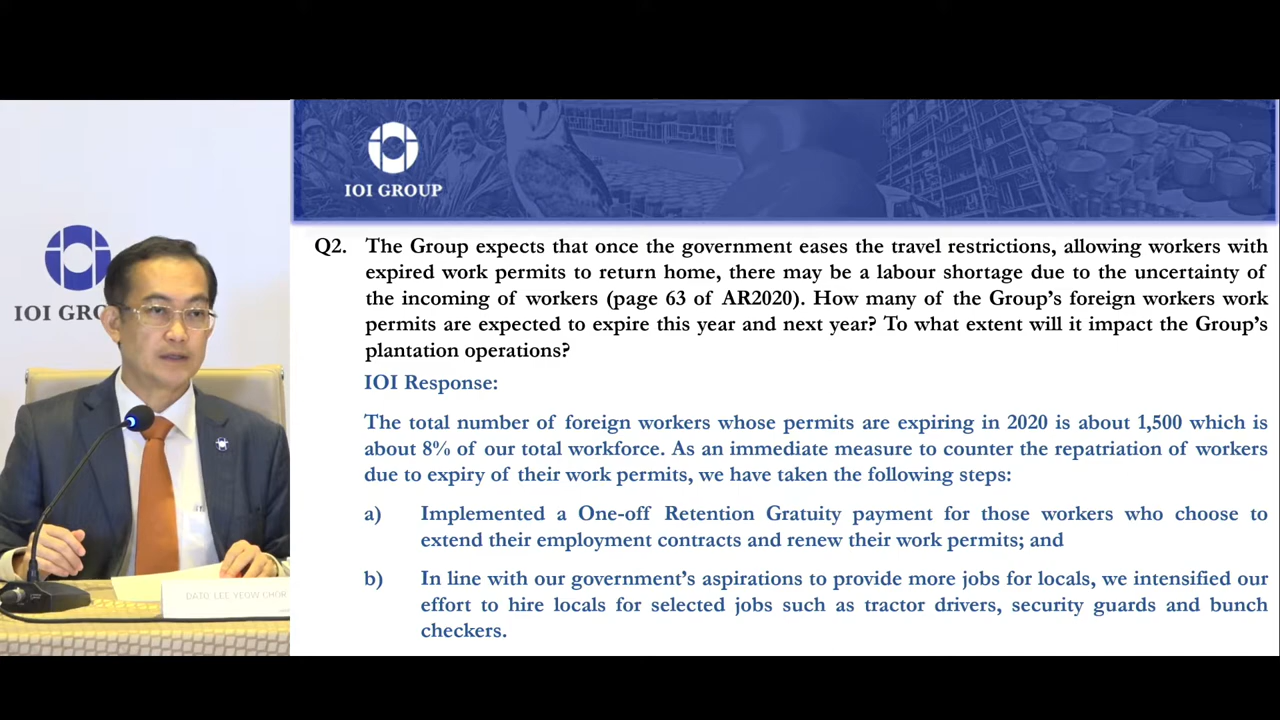 IOI GROUP
IOI GRO
DATO LEE YEOW CHOR
Q2. The Group expects that once the government eases the travel restrictions, allowing workers with
expired work permits to return home, there may be a labour shortage due to the uncertainty of
the incoming of workers (page 63 of AR2020). How many of the Group's foreign workers work
permits are expected to expire this year and next year? To what extent will it impact the Group's
plantation operations?
IOI Response:
The total number of foreign workers whose permits are expiring in 2020 is about 1,500 which is
about 8% of our total workforce. As an immediate measure to counter the repatriation of workers
due to expiry of their work permits, we have taken the following steps:
a) Implemented a One-off Retention Gratuity payment for those workers who choose to
extend their employment contracts and renew their work permits; and
b) In line with our government's aspirations to provide more jobs for locals, we intensified our
effort to hire locals for selected jobs such as tractor drivers, security guards and bunch
checkers.